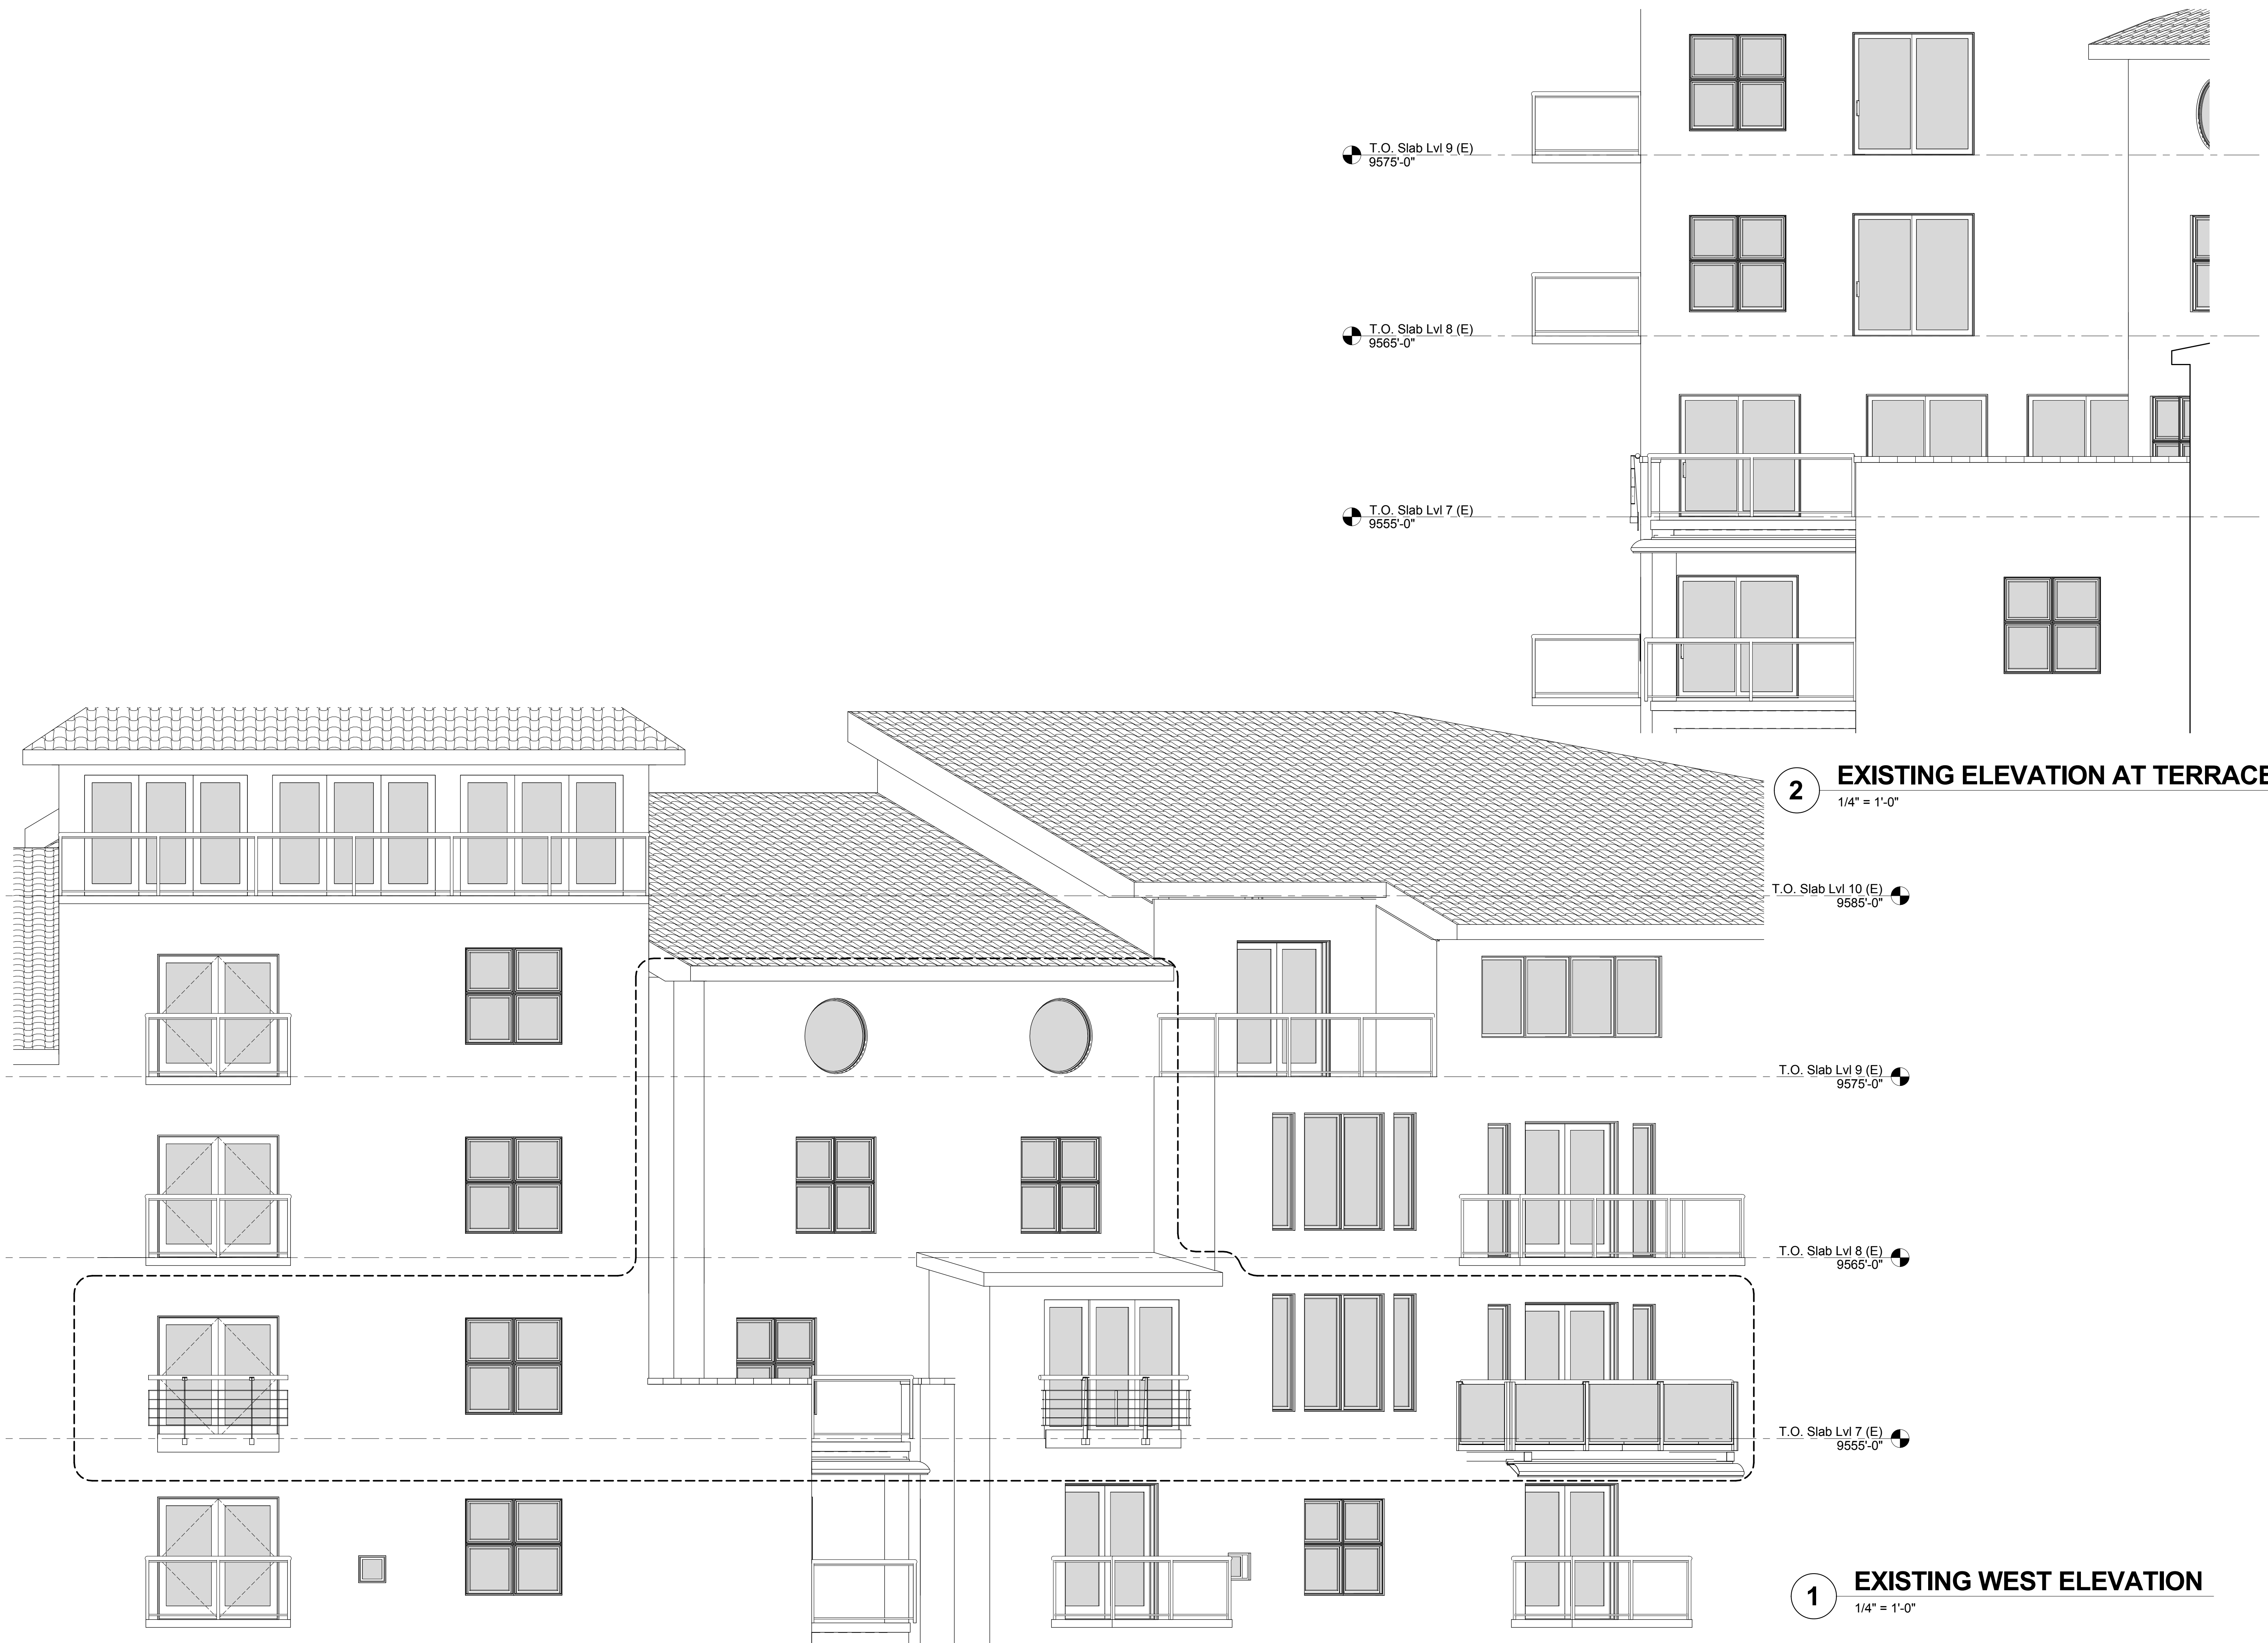 T.O. Slab Lvl 9 (E)
9575'-0"
T.O. Slab Lvl 8 (E)
9565'-0"
T.O. Slab Lvl 7 (E)
9555'-0"
2
EXISTING ELEVATION AT TERRACE
1/4" = 1'-0"
T.O. Slab Lvl 10 (E)
9585'-0"
T.O. Slab Lvl 9 (E)
9575'-0"
T.O. Slab Lvl 8 (E)
9565'-0"
T.O. Slab Lvl 7 (E)
9555'-0"
1
EXISTING WEST ELEVATION
1/4" = 1'-0"